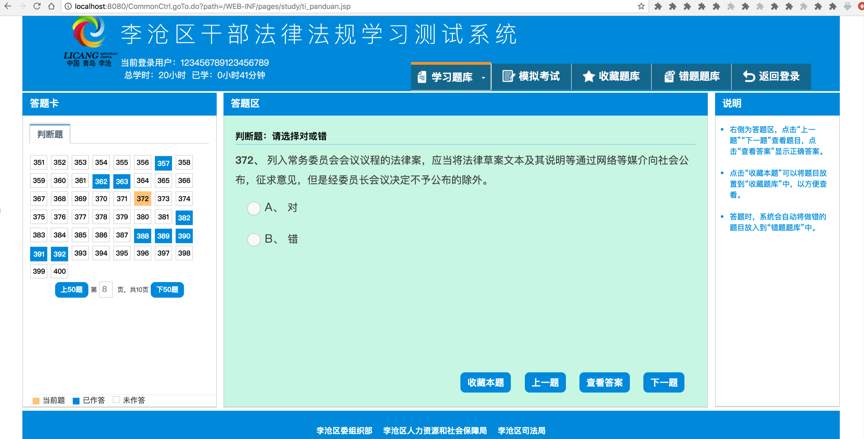 localhost:8080/CommonCtrl.goTo.do?path=/WEB-INF/pages/study/ti_panduan.jsp
LICANG
中国 青岛 李沧
李沧区干部法律法规学习测试系统
当前登录用户：123456789123456789
总学时：20小时 已学：0小时41分钟
学习题库
模拟考试
收藏题库
错题题库
返回登录
答题卡
判断题
351 352 353 354 355 356 357 358
359 360 361 362 363 364 365 366
367 368 369 370 371 372 373 374
375 376 377 378 379 380 381 382
383 384 385 386 387 388 389 390
391 392 393 394 395 396 397 398
399 400
上50题 第 8 页，共10页 下50题
当前题 已作答 未作答
答题区
判断题：请选择对或错
372、 列入常务委员会会议议程的法律案，应当将法律草案文本及其说明等通过网络等媒介向社会公
布，征求意见，但是经委员长会议决定不予公布的除外。
A、 对
B、 错
收藏本题 上一题 查看答案 下一题
说明
右侧为答题区，点击“上一
题”“下一题”查看题目，点
击“查看答案”显示正确答案。
点击“收藏本题”可以将题目放
置到“收藏题库”中，以方便查
看。
答题时，系统会自动将做错的
题目放入到“错题题库”中。
李沧区委组织部 李沧区人力资源和社会保障局 李沧区司法局